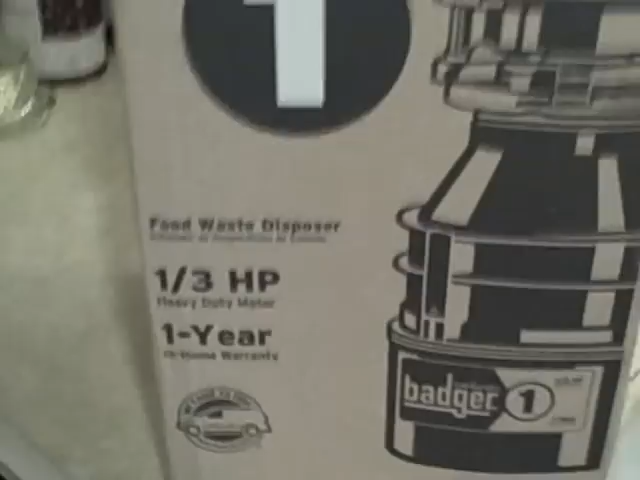 1
Food Waste Disposer
1/3 HP
Heavy Duty Motor
1-Year
In-Home Warranty
badger 1